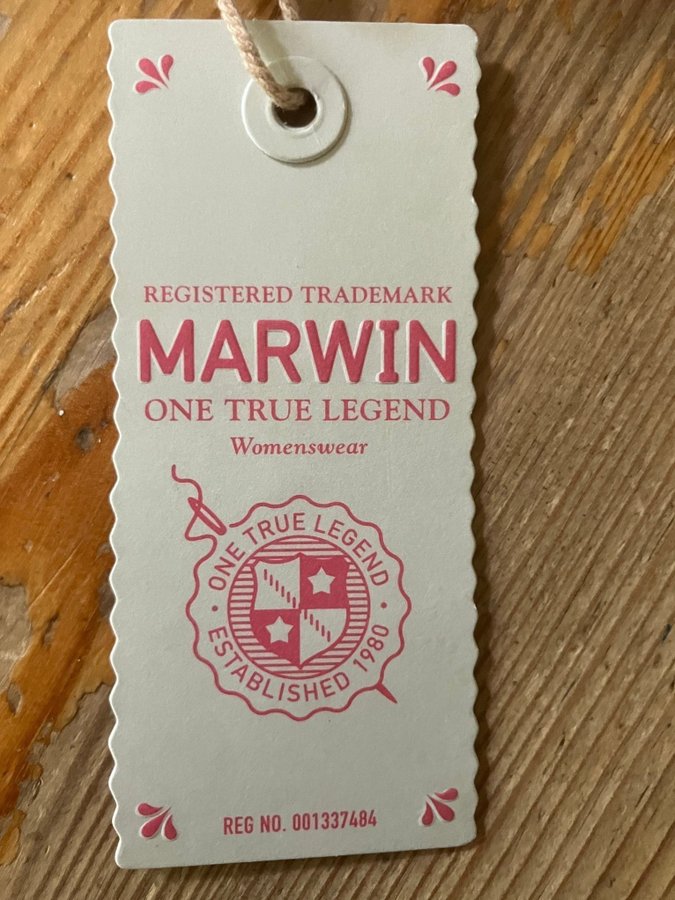 REGISTERED TRADEMARK
MARWIN
ONE TRUE LEGEND
Womenswear
· ONE TRUE LEGEND ·
ESTABLISHED 1980
REG NO. 001337484